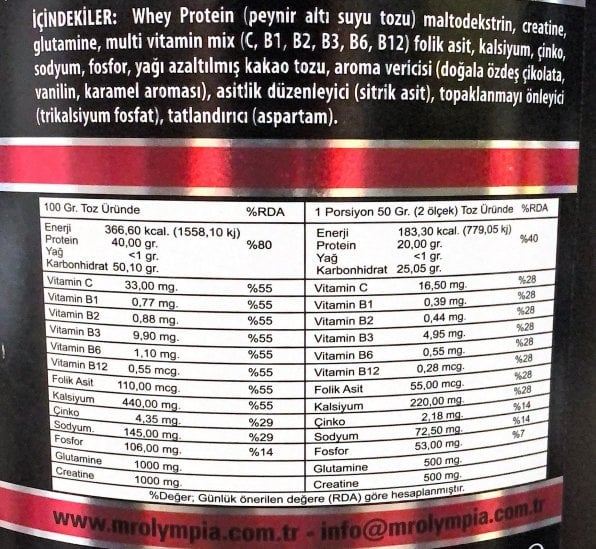 İÇİNDEKİLER: Whey Protein (peynir altı suyu tozu) maltodekstrin, creatine,
glutamine, multi vitamin mix (C, B1, B2, B3, B6, B12) folik asit, kalsiyum, çinko,
sodyum, fosfor, yağı azaltılmış kakao tozu, aroma vericisi (doğala özdeş çikolata,
vanilin, karamel aroması), asitlik düzenleyici (sitrik asit), topaklanmayı önleyici
(trikalsiyum fosfat), tatlandırıcı (aspartam).
100 Gr. Toz Üründe %RDA
Enerji 366,60 kcal. (1558,10 kj)
Protein 40,00 gr. %80
Yağ <1 gr.
Karbonhidrat 50,10 gr.
Vitamin C 33,00 mg. %55
Vitamin B1 0,77 mg. %55
Vitamin B2 0,88 mg. %55
Vitamin B3 9,90 mg. %55
Vitamin B6 1,10 mg. %55
Vitamin B12 0,55 mcg. %55
Folik Asit 110,00 mcg. %55
Kalsiyum 440,00 mg. %55
Çinko 4,35 mg. %29
Sodyum. 145,00 mg. %29
Fosfor 106,00 mg. %14
Glutamine 1000 mg.
Creatine 1000 mg.
1 Porsiyon 50 Gr. (2 ölçek) Toz Üründe %RDA
Enerji 183,30 kcal. (779,05 kj)
Protein 20,00 gr. %40
Yağ <1 gr.
Karbonhidrat 25,05 gr.
Vitamin C 16,50 mg. %28
Vitamin B1 0,39 mg. %28
Vitamin B2 0,44 mg. %28
Vitamin B3 4,95 mg. %28
Vitamin B6 0,55 mg. %28
Vitamin B12 0,28 mcg. %28
Folik Asit 55,00 mcg. %28
Kalsiyum 220,00 mg. %28
Çinko 2,18 mg. %14
Sodyum 72,50 mg. %14
Fosfor 53,00 mg. %7
Glutamine 500 mg.
Creatine 500 mg.
%Değer; Günlük önerilen değere (RDA) göre hesaplanmıştır.
www.mrolympia.com.tr - info@mrolympia.com.tr